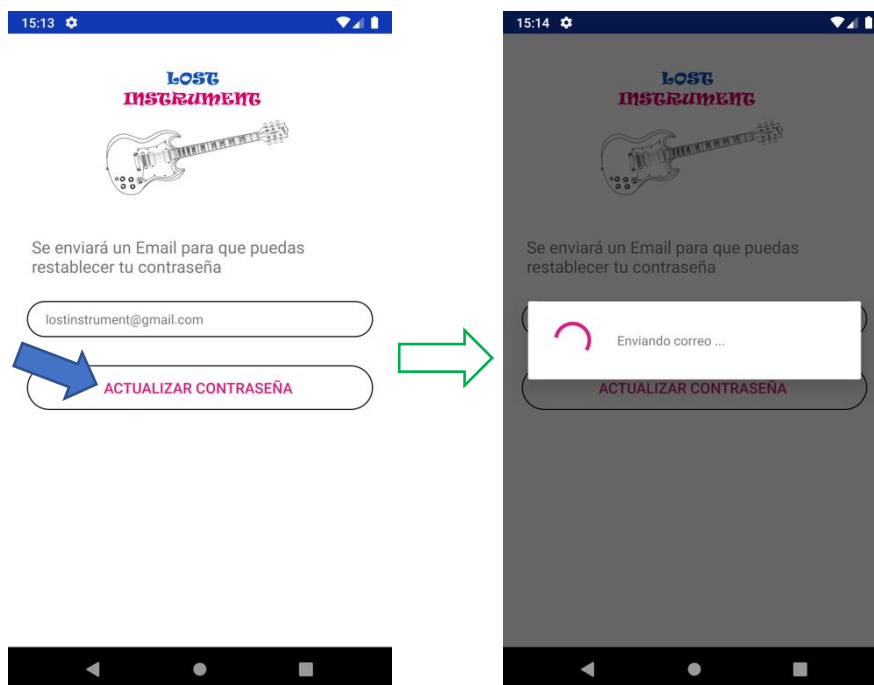 15:13
LOST
INSTRUMENT
Se enviará un Email para que puedas
restablecer tu contraseña
lostinstrument@gmail.com
ACTUALIZAR CONTRASEÑA
15:14
LOST
INSTRUMENT
Se enviará un Email para que puedas
restablecer tu contraseña
Enviando correo ...
ACTUALIZAR CONTRASEÑA